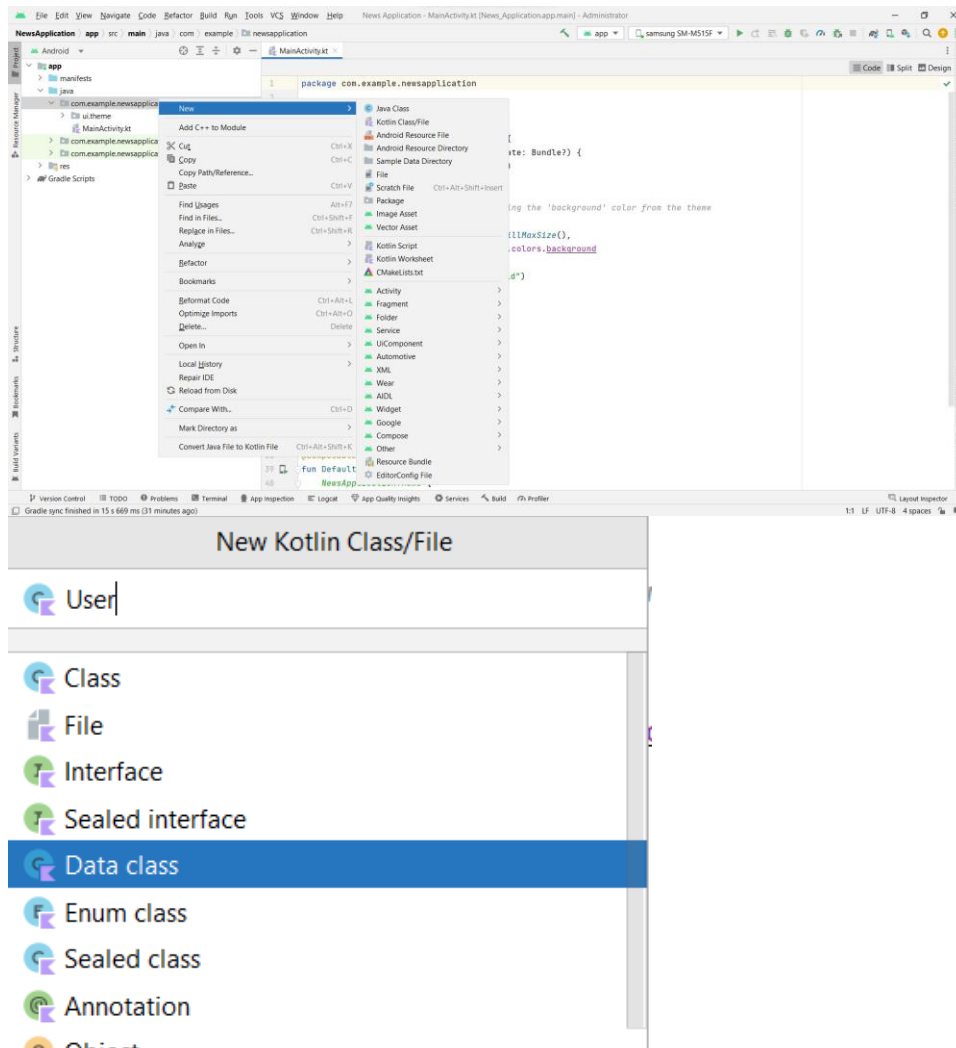 File Edit View Navigate Code Refactor Build Run Tools VCS Window Help News Application - MainActivity.kt [News_Application.app.main] - Administrator
NewsApplication app src main java com example newsapplication app samsung SM-M515F
Android MainActivity.kt
Project
Code Split Design
app
manifests
1 package com.example.newsapplication
java
com.example.newsapplica
ui.theme
MainActivity.kt
com.example.newsapplica
com.example.newsapplica
res
Gradle Scripts
Resource Manager
Structure
Bookmarks
Build Variants
New
Add C++ to Module
Cut Ctrl+X
Copy Ctrl+C
Copy Path/Reference...
Paste Ctrl+V
Find Usages Alt+F7
Find in Files... Ctrl+Shift+F
Replace in Files... Ctrl+Shift+R
Analyze
Refactor
Bookmarks
Reformat Code Ctrl+Alt+L
Optimize Imports Ctrl+Alt+O
Delete... Delete
Open In
Local History
Repair IDE
Reload from Disk
Compare With... Ctrl+D
Mark Directory as
Convert Java File to Kotlin File Ctrl+Alt+Shift+K
Java Class
Kotlin Class/File
Android Resource File
Android Resource Directory
Sample Data Directory
File
Scratch File Ctrl+Alt+Shift+Insert
Package
Image Asset
Vector Asset
Kotlin Script
Kotlin Worksheet
CMakeLists.txt
Activity
Fragment
Folder
Service
UiComponent
Automotive
XML
Wear
AIDL
Widget
Google
Compose
Other
Resource Bundle
EditorConfig File
{
ate: Bundle?) {
)
ing the 'background' color from the theme
illMaxSize(),
.colors.background
d")
39 fun Default
40 NewsApp
Version Control TODO Problems Terminal App Inspection Logcat App Quality Insights Services Build Profiler Layout Inspector
Gradle sync finished in 15 s 669 ms (31 minutes ago) 1:1 LF UTF-8 4 spaces
New Kotlin Class/File
User
Class
File
Interface
Sealed interface
Data class
Enum class
Sealed class
Annotation